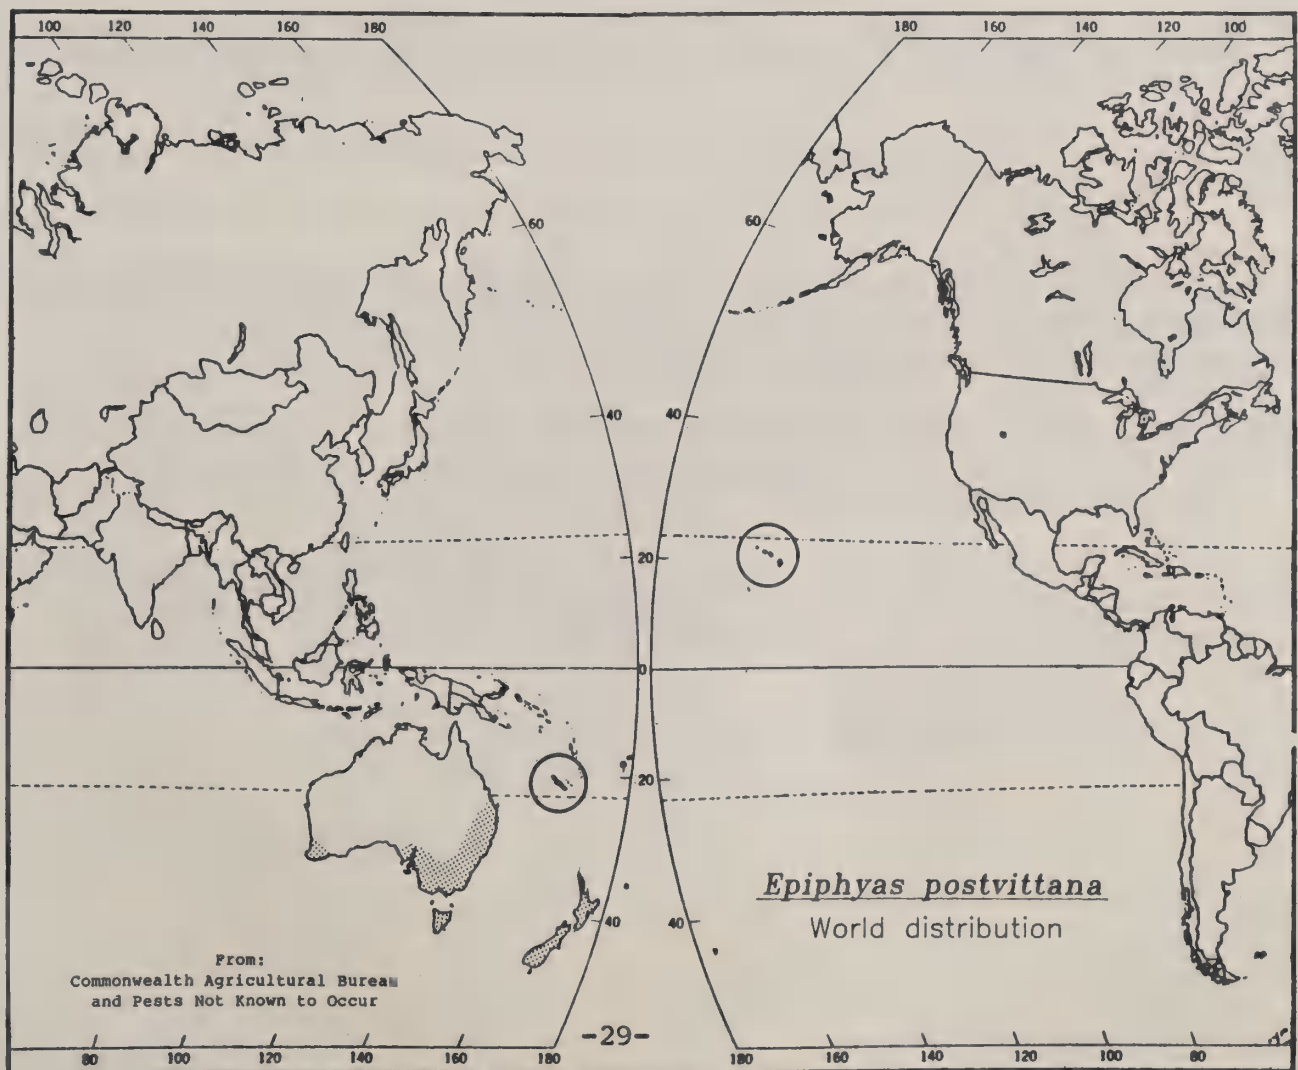 100 120 140 160 180 180 160 140 120 100
60 60
40 40
20 20
0
20 20
Epiphyas postvittana
World distribution
40 40
From:
Commonwealth Agricultural Bureau
and Pests Not Known to Occur
-29-
80 100 120 140 160 180 180 160 140 120 100 80